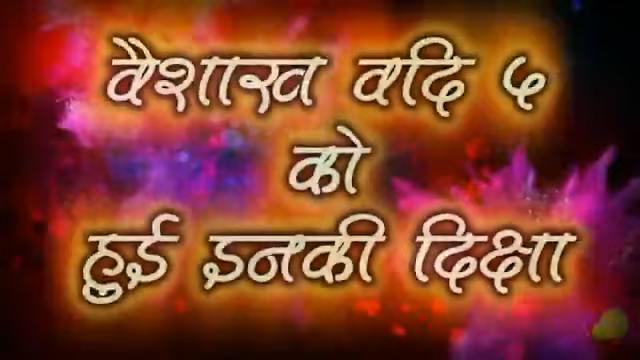 वैशाख वदि ५
को
हुई इनकी दिक्षा